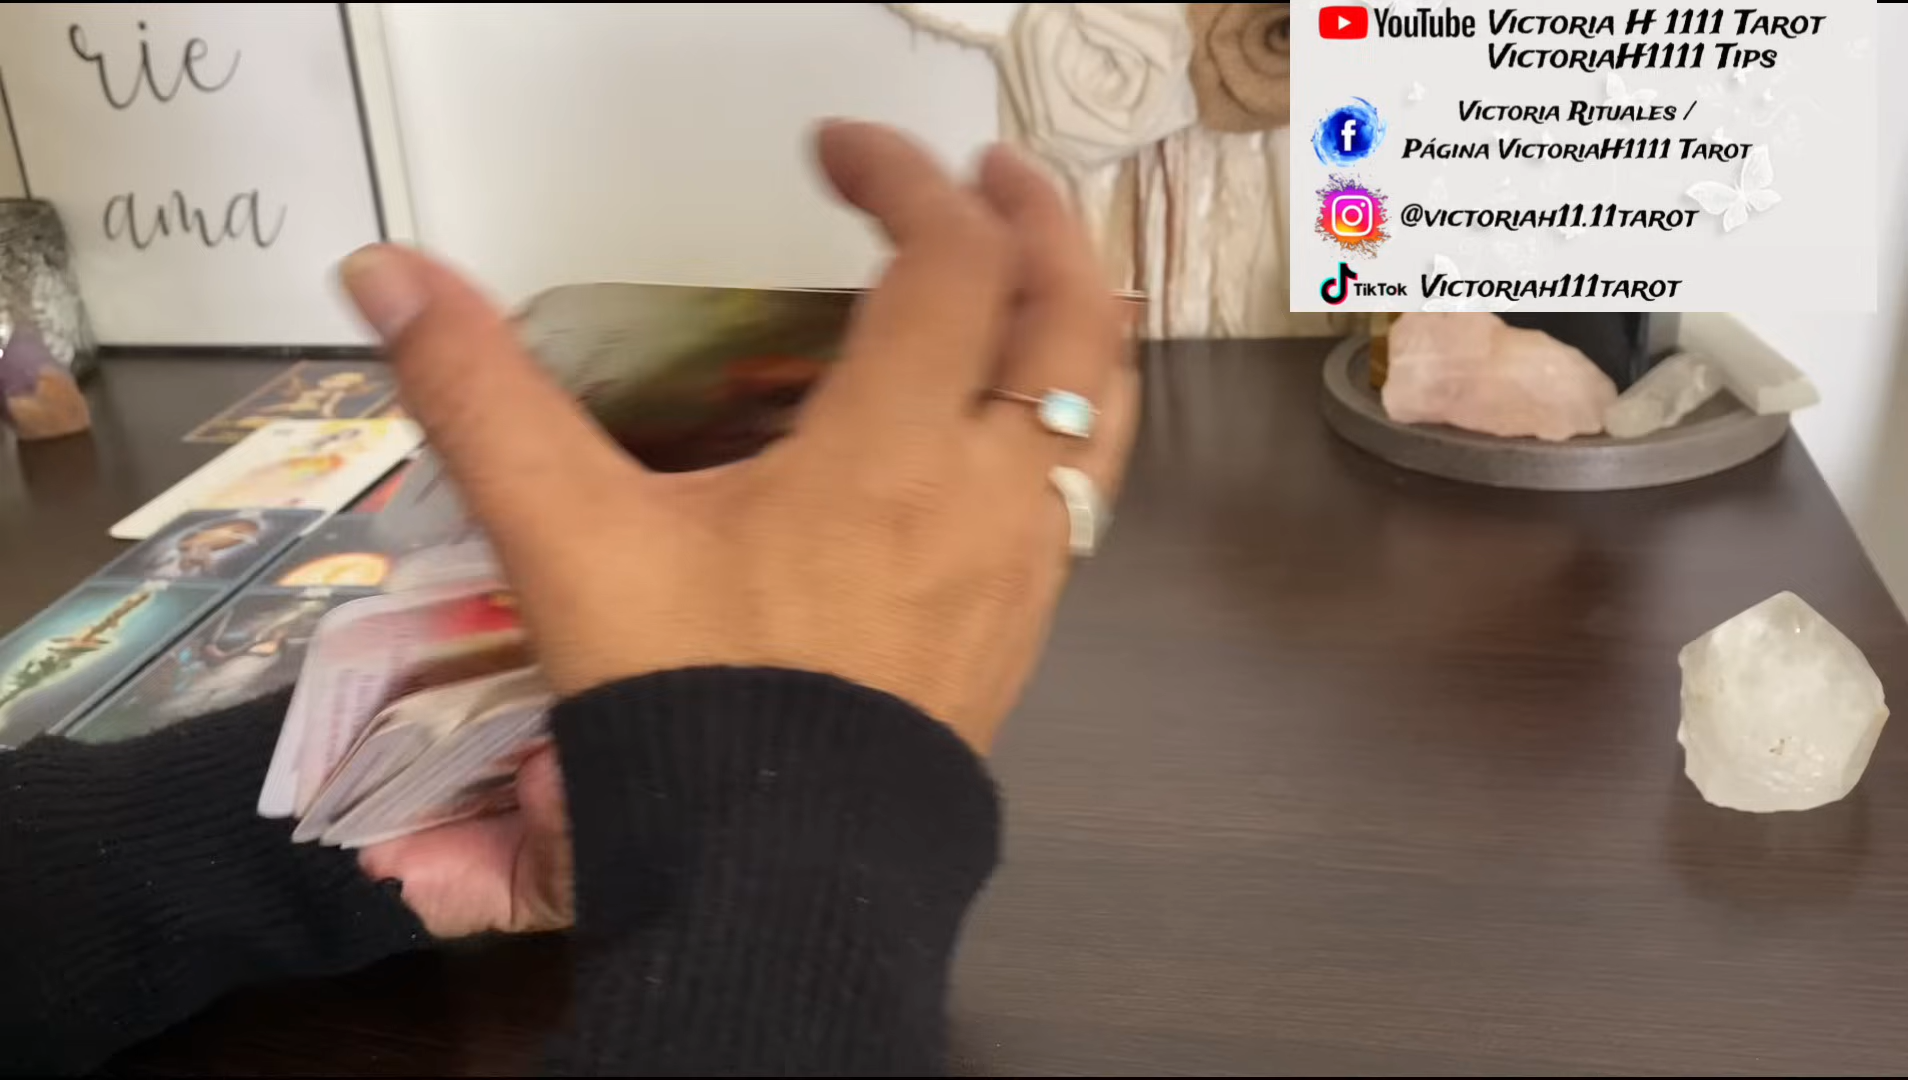 rie
ama
YouTube Victoria H 1111 Tarot
VictoriaH1111 Tips
Victoria Rituales /
Página VictoriaH1111 Tarot
@victoriah11.11tarot
TikTok Victoriah111tarot